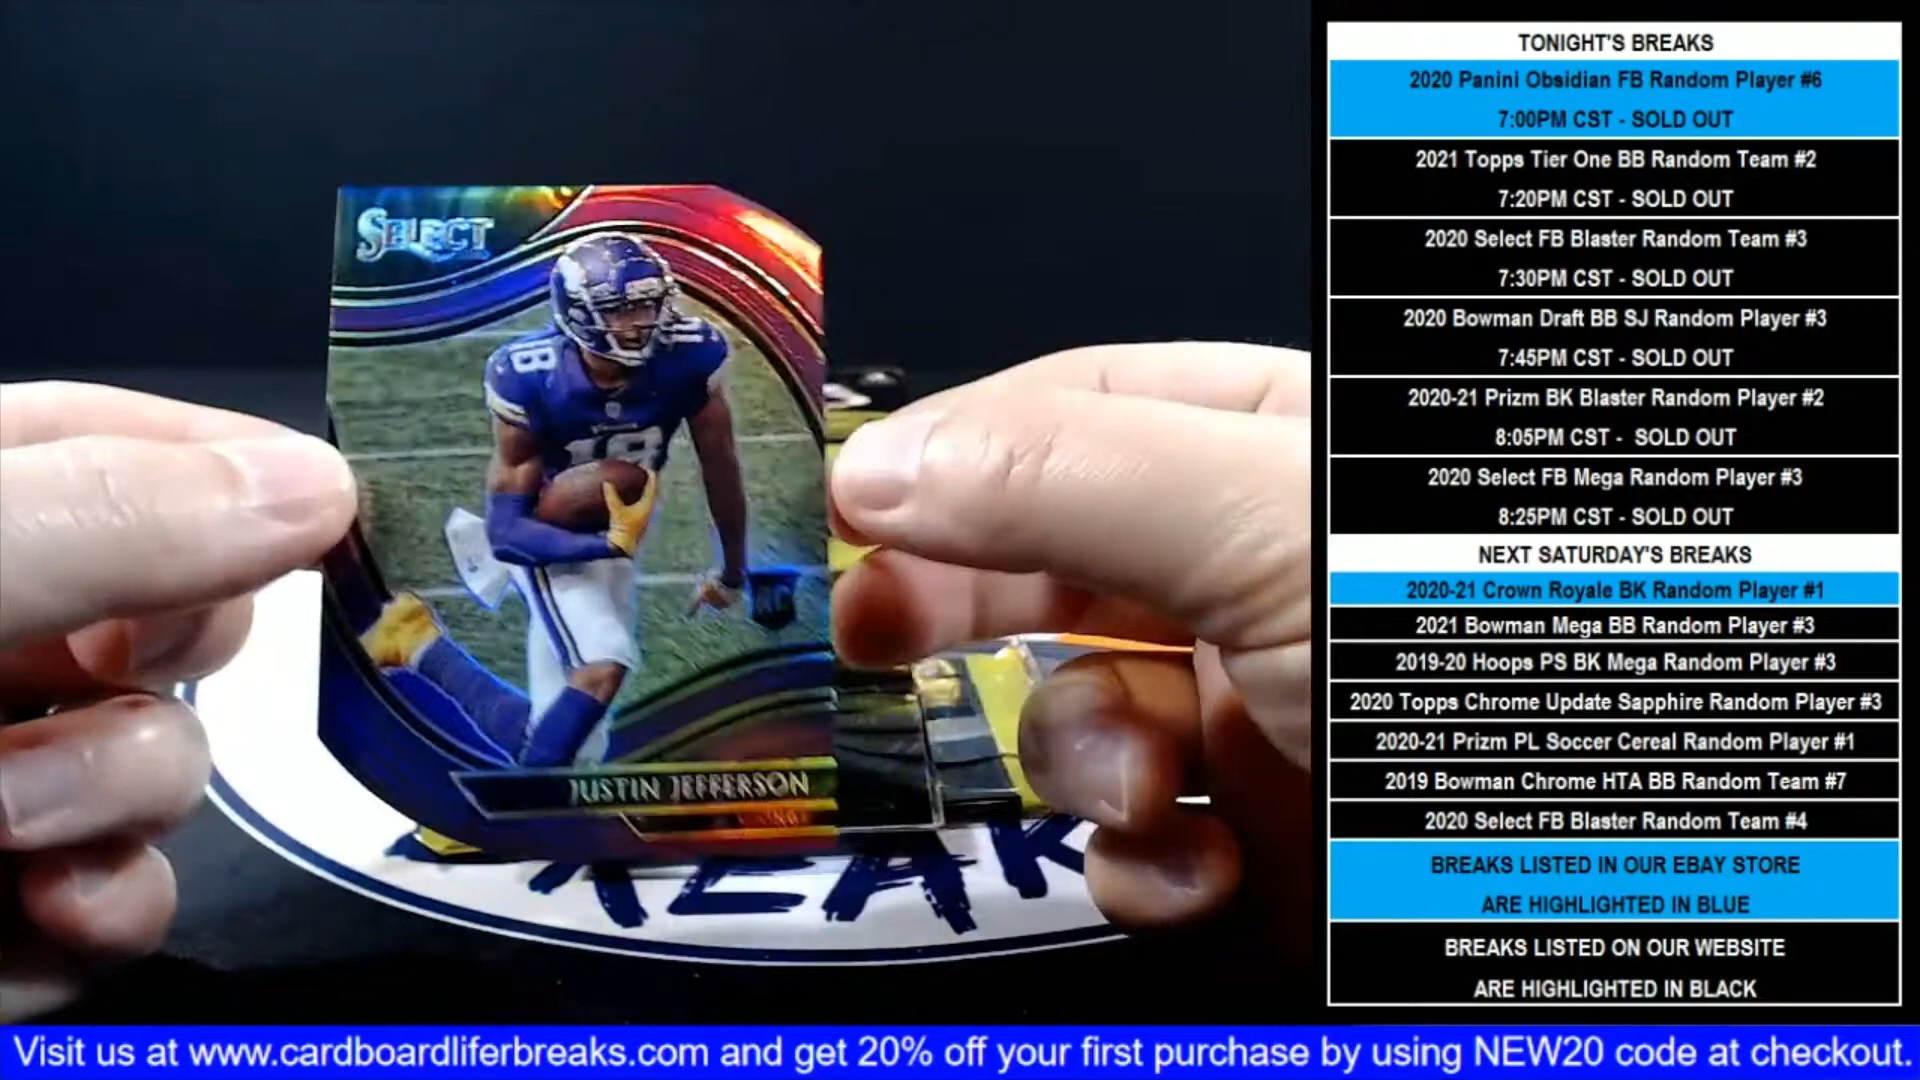 SELECT
18
18
18
RC
JUSTIN JEFFERSON
TONIGHT'S BREAKS
2020 Panini Obsidian FB Random Player #6
7:00PM CST - SOLD OUT
2021 Topps Tier One BB Random Team #2
7:20PM CST - SOLD OUT
2020 Select FB Blaster Random Team #3
7:30PM CST - SOLD OUT
2020 Bowman Draft BB SJ Random Player #3
7:45PM CST - SOLD OUT
2020-21 Prizm BK Blaster Random Player #2
8:05PM CST - SOLD OUT
2020 Select FB Mega Random Player #3
8:25PM CST - SOLD OUT
NEXT SATURDAY'S BREAKS
2020-21 Crown Royale BK Random Player #1
2021 Bowman Mega BB Random Player #3
2019-20 Hoops PS BK Mega Random Player #3
2020 Topps Chrome Update Sapphire Random Player #3
2020-21 Prizm PL Soccer Cereal Random Player #1
2019 Bowman Chrome HTA BB Random Team #7
2020 Select FB Blaster Random Team #4
BREAKS LISTED IN OUR EBAY STORE
ARE HIGHLIGHTED IN BLUE
BREAKS LISTED ON OUR WEBSITE
ARE HIGHLIGHTED IN BLACK
Visit us at www.cardboardliferbreaks.com and get 20% off your first purchase by using NEW20 code at checkout.